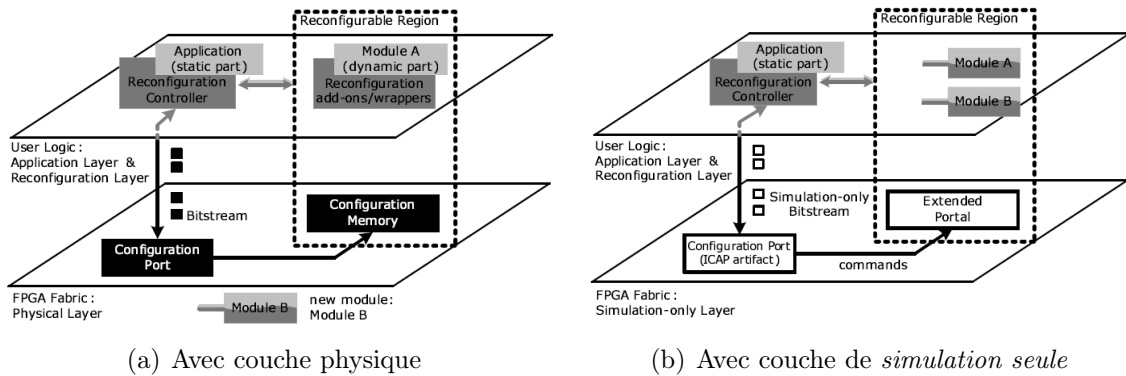 Reconfigurable Region
Application
(static part)
Reconfiguration
Controller
Module A
(dynamic part)
Reconfiguration
add-ons/wrappers
User Logic :
Application Layer &
Reconfiguration Layer
Bitstream
Configuration
Memory
Configuration
Port
FPGA Fabric :
Physical Layer
Module B
new module:
Module B
(a) Avec couche physique
Reconfigurable Region
Application
(static part)
Reconfiguration
Controller
Module A
Module B
User Logic :
Application Layer &
Reconfiguration Layer
Simulation-only
Bitstream
Extended
Portal
Configuration Port
(ICAP artifact)
commands
FPGA Fabric :
Simulation-only Layer
(b) Avec couche de simulation seule